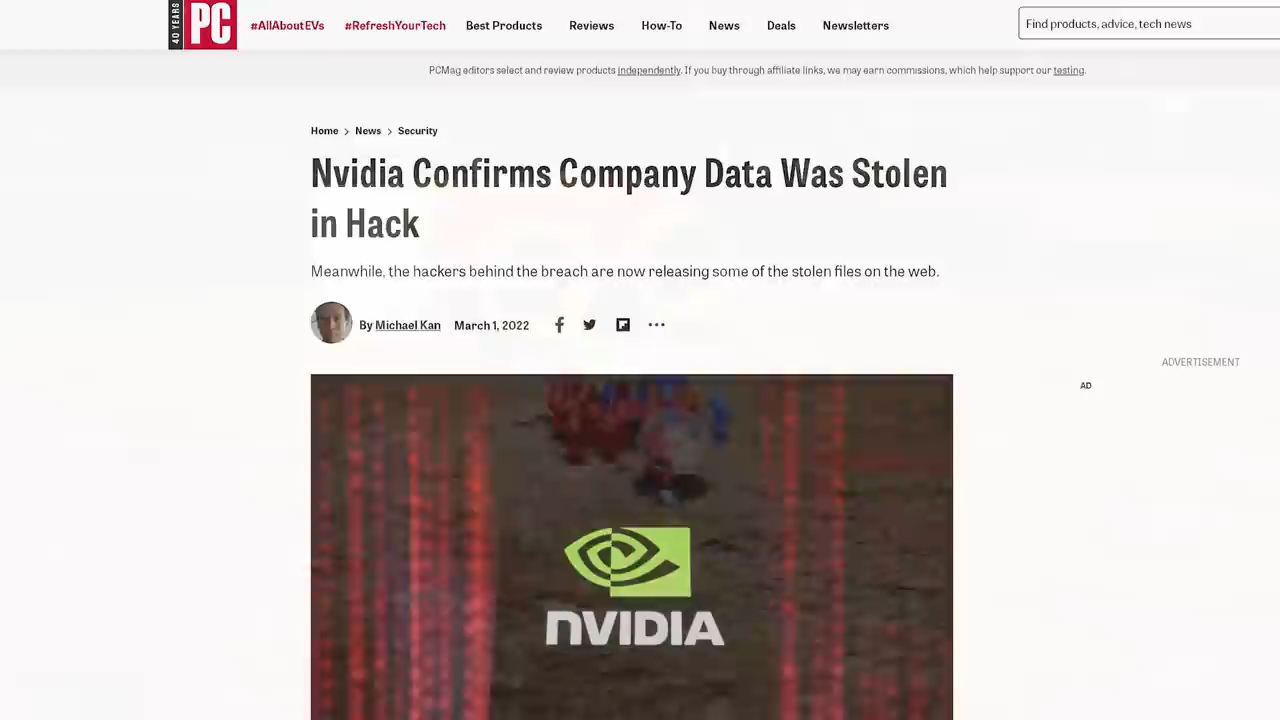 40 YEARS
PC
#AllAboutEVs #RefreshYourTech Best Products Reviews How-To News Deals Newsletters
Find products, advice, tech news
PCMag editors select and review products independently. If you buy through affiliate links, we may earn commissions, which help support our testing.
Home > News > Security
Nvidia Confirms Company Data Was Stolen
in Hack
Meanwhile, the hackers behind the breach are now releasing some of the stolen files on the web.
By Michael Kan March 1, 2022
ADVERTISEMENT
AD
NVIDIA